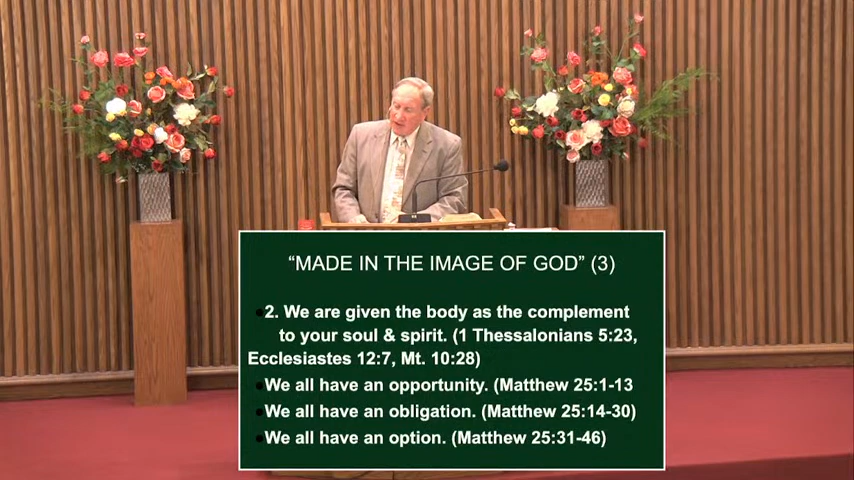 “MADE IN THE IMAGE OF GOD” (3)
2. We are given the body as the complement
to your soul & spirit. (1 Thessalonians 5:23,
Ecclesiastes 12:7, Mt. 10:28)
We all have an opportunity. (Matthew 25:1-13
We all have an obligation. (Matthew 25:14-30)
We all have an option. (Matthew 25:31-46)